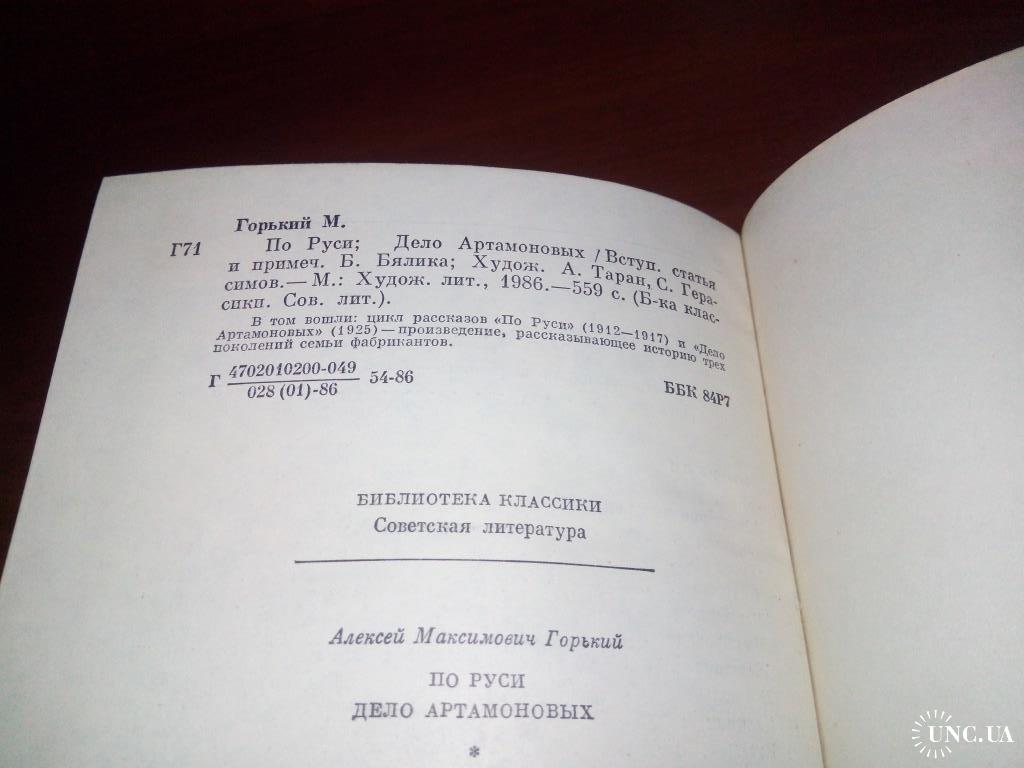 Горький М.
Г71
По Руси; Дело Артамоновых / Вступ. статья
и примеч. Б. Бялика; Худож. А. Таран, С. Гера-
симов. — М.: Худож. лит., 1986. — 559 с. (Б-ка клас-
сики. Сов. лит.).
В том вошли: цикл рассказов «По Руси» (1912—1917) и «Дело
Артамоновых» (1925) — произведение, рассказывающее историю трех
поколений семьи фабрикантов.
Г 4702010200-049 54-86
028 (01)-86
ББК 84Р7
БИБЛИОТЕКА КЛАССИКИ
Советская литература
Алексей Максимович Горький
ПО РУСИ
ДЕЛО АРТАМОНОВЫХ
*
UNC.UA